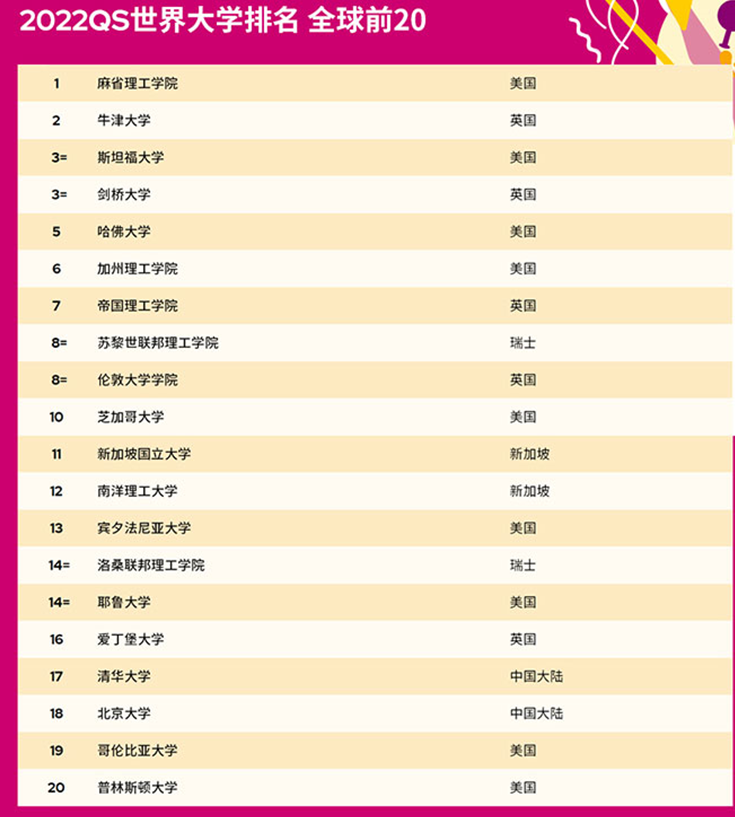 2022QS世界大学排名 全球前20
1 麻省理工学院 美国
2 牛津大学 英国
3= 斯坦福大学 美国
3= 剑桥大学 英国
5 哈佛大学 美国
6 加州理工学院 美国
7 帝国理工学院 英国
8= 苏黎世联邦理工学院 瑞士
8= 伦敦大学学院 英国
10 芝加哥大学 美国
11 新加坡国立大学 新加坡
12 南洋理工大学 新加坡
13 宾夕法尼亚大学 美国
14= 洛桑联邦理工学院 瑞士
14= 耶鲁大学 美国
16 爱丁堡大学 英国
17 清华大学 中国大陆
18 北京大学 中国大陆
19 哥伦比亚大学 美国
20 普林斯顿大学 美国